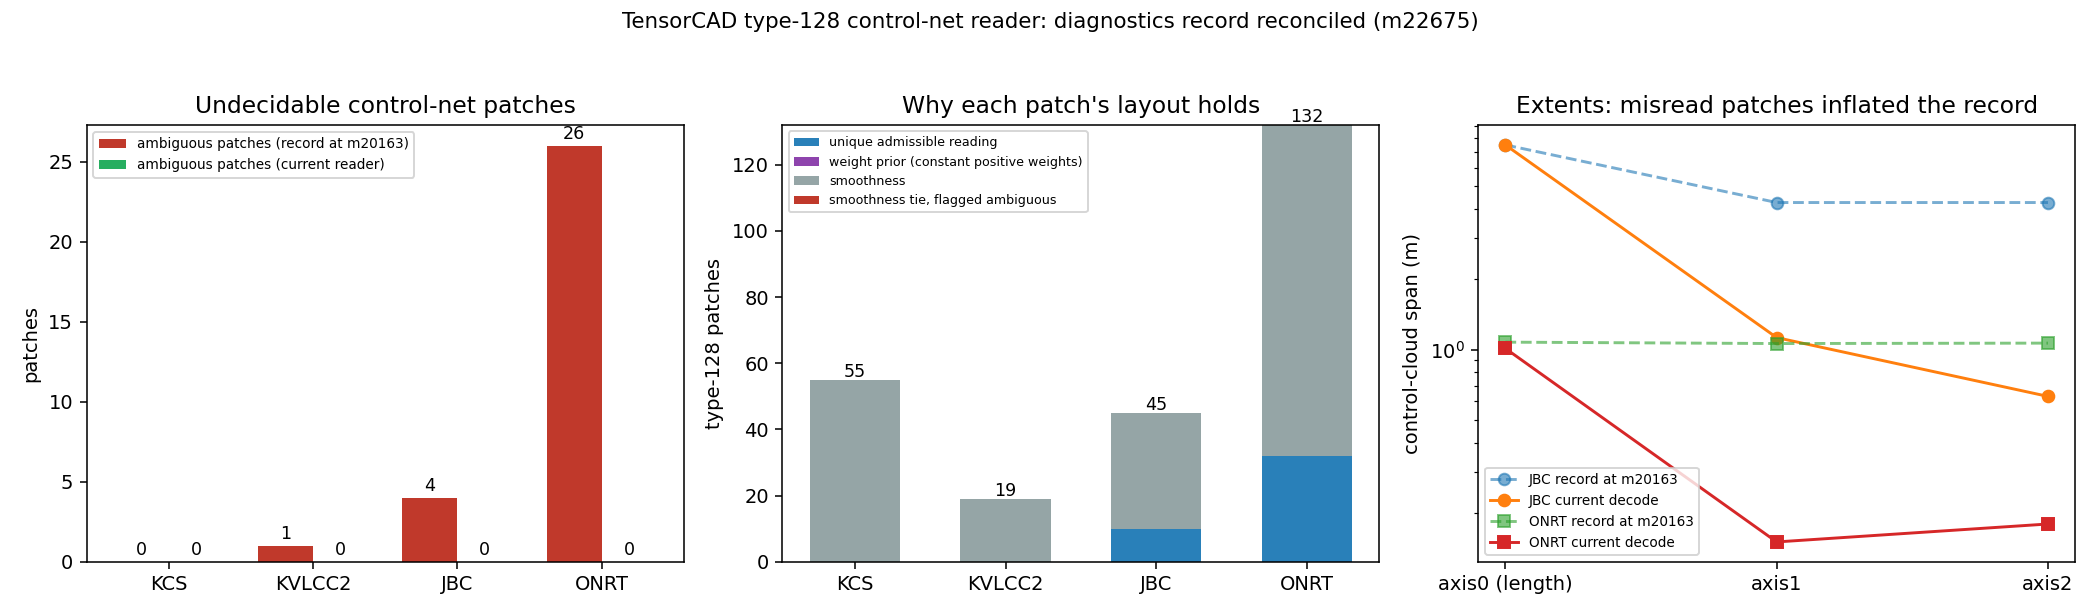 TensorCAD type-128 control-net reader: diagnostics record reconciled (m22675)
Undecidable control-net patches
patches
25
20
15
10
5
0
ambiguous patches (record at m20163)
ambiguous patches (current reader)
0
0
1
0
4
0
26
0
KCS
KVLCC2
JBC
ONRT
Why each patch's layout holds
type-128 patches
120
100
80
60
40
20
0
unique admissible reading
weight prior (constant positive weights)
smoothness
smoothness tie, flagged ambiguous
55
19
45
132
KCS
KVLCC2
JBC
ONRT
Extents: misread patches inflated the record
control-cloud span (m)
10⁰
JBC record at m20163
JBC current decode
ONRT record at m20163
ONRT current decode
axis0 (length)
axis1
axis2